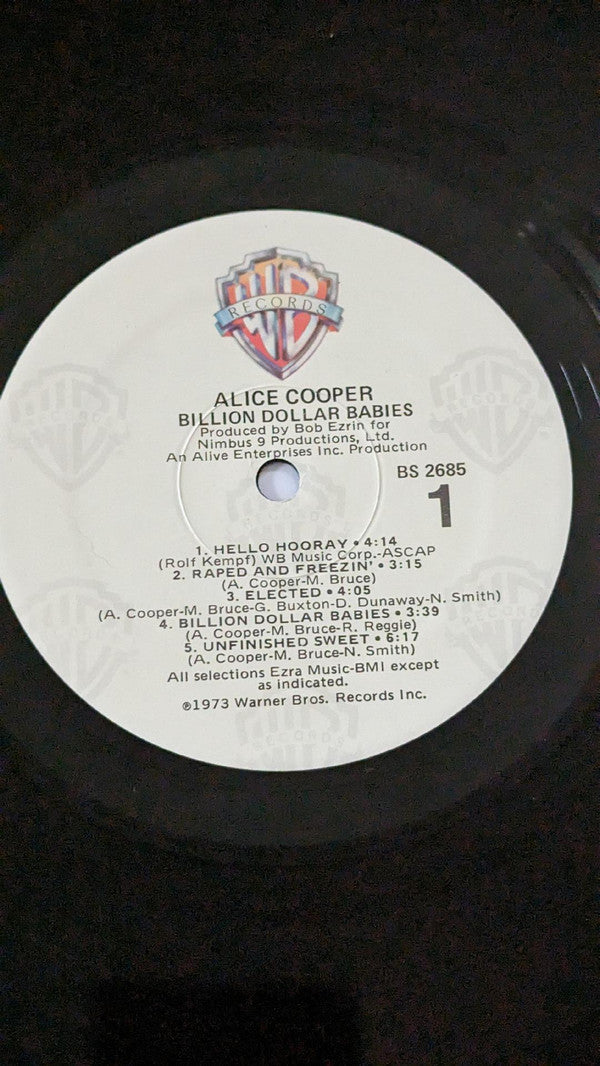 RECORDS
ALICE COOPER
BILLION DOLLAR BABIES
Produced by Bob Ezrin for
Nimbus 9 Productions, Ltd.
An Alive Enterprises Inc. Production
BS 2685
1
1. HELLO HOORAY • 4:14
(Rolf Kempf) WB Music Corp.-ASCAP
2. RAPED AND FREEZIN' • 3:15
(A. Cooper-M. Bruce)
3. ELECTED • 4:05
(A. Cooper-M. Bruce-G. Buxton-D. Dunaway-N. Smith)
4. BILLION DOLLAR BABIES • 3:39
(A. Cooper-M. Bruce-R. Reggie)
5. UNFINISHED SWEET • 6:17
(A. Cooper-M. Bruce-N. Smith)
All selections Ezra Music-BMI except
as indicated.
℗1973 Warner Bros. Records Inc.